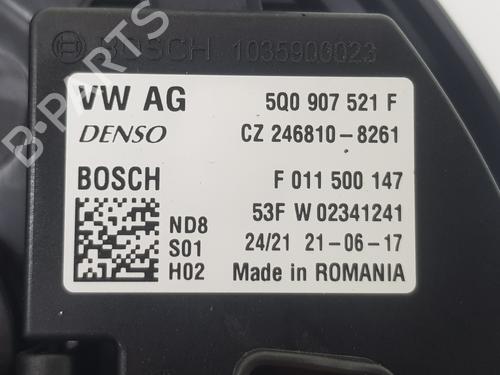 BOSCH 1035900023
VW AG 5Q0 907 521 F
DENSO CZ 246810-8261
BOSCH F 011 500 147
53F W 02341241
ND8
S01 24/21 21-06-17
H02 Made in ROMANIA
B-PARTS